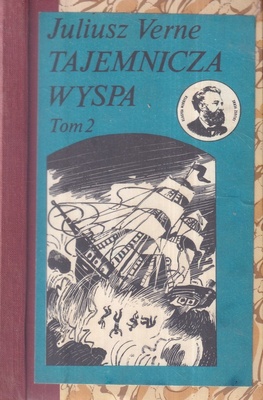 Juliusz Verne
TAJEMNICZA
WYSPA
Tom 2